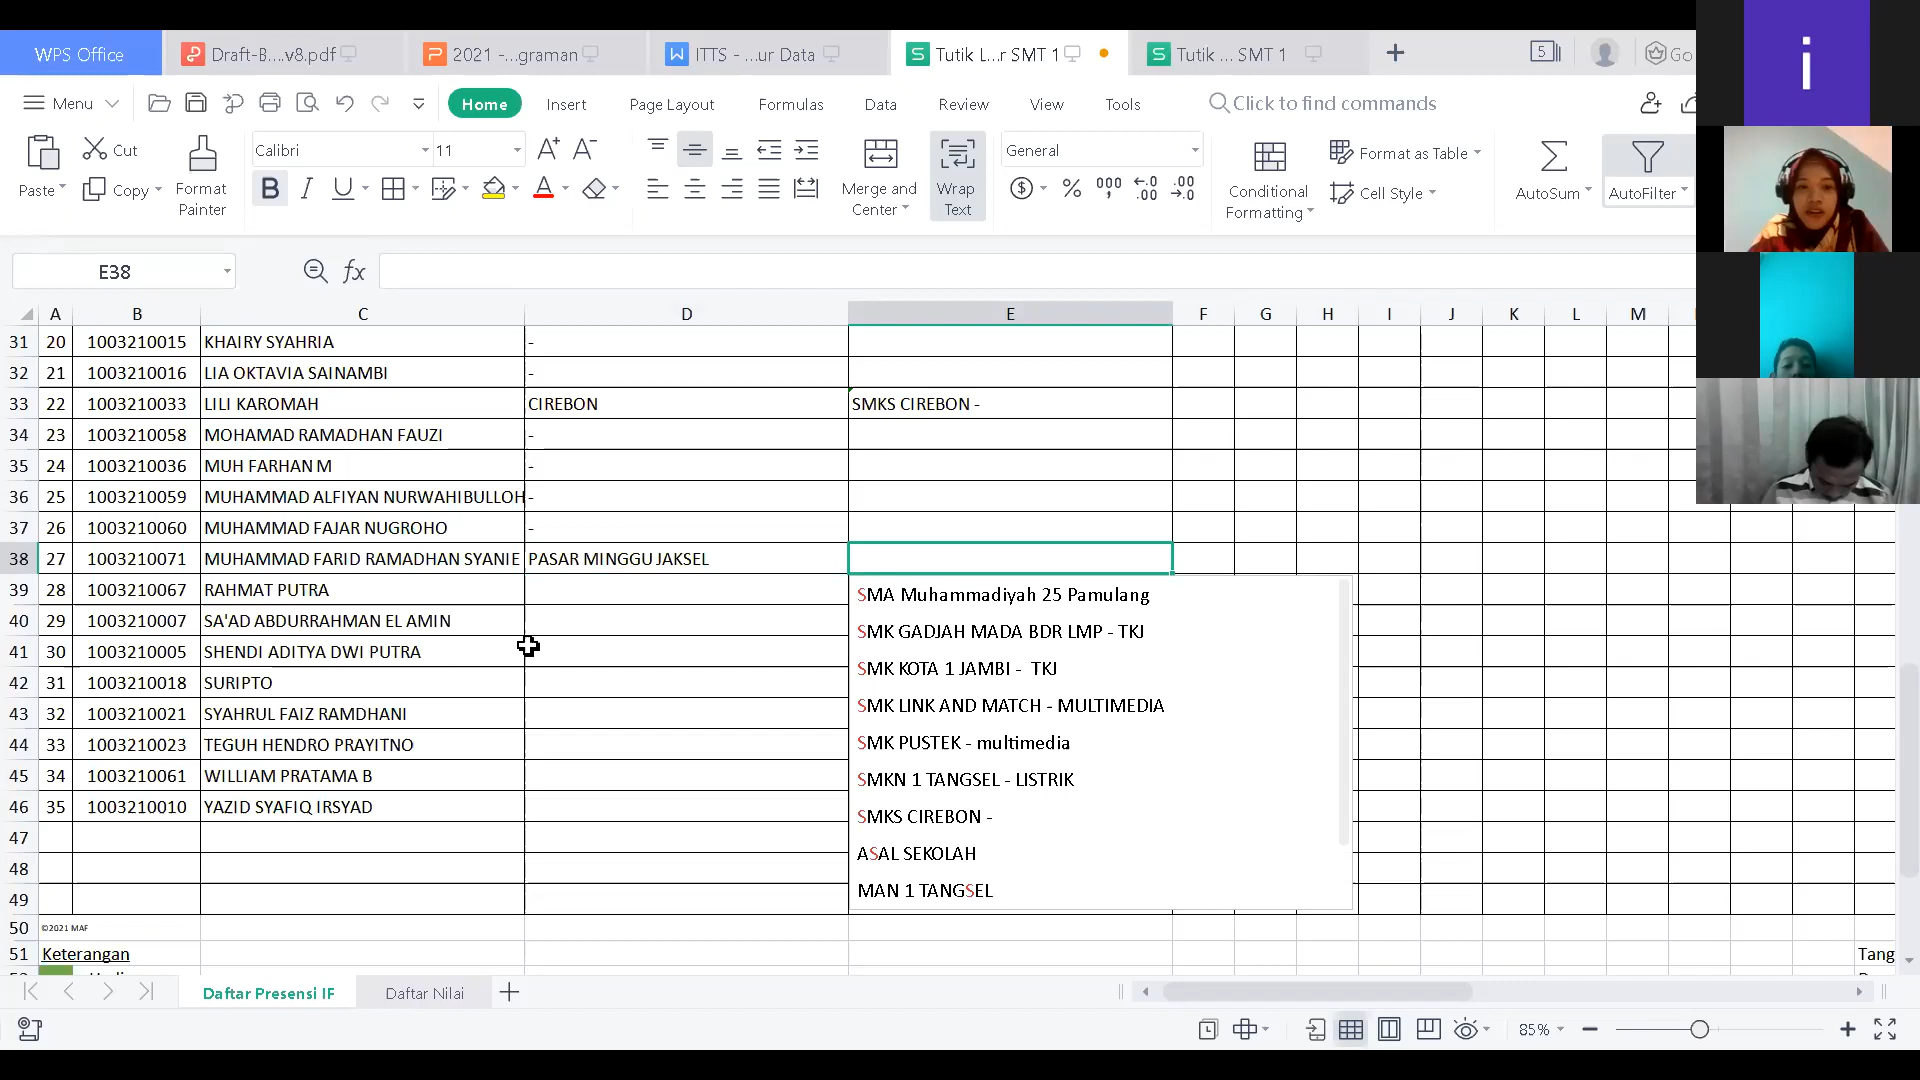 WPS Office
Draft-B....v8.pdf
2021 -...graman
ITTS - ...ur Data
Tutik L...r SMT 1
Tutik ... SMT 1
5
Go
i
Menu
Home
Insert
Page Layout
Formulas
Data
Review
View
Tools
Click to find commands
Paste
Cut
Copy
Format Painter
Calibri
11
Merge and Center
Wrap Text
General
Conditional Formatting
Format as Table
Cell Style
AutoSum
AutoFilter
E38
fx
A B C D E F G H I J K L M
31 20 1003210015 KHAIRY SYAHRIA -
32 21 1003210016 LIA OKTAVIA SAINAMBI -
33 22 1003210033 LILI KAROMAH CIREBON SMKS CIREBON -
34 23 1003210058 MOHAMAD RAMADHAN FAUZI -
35 24 1003210036 MUH FARHAN M -
36 25 1003210059 MUHAMMAD ALFIYAN NURWAHIBULLOH -
37 26 1003210060 MUHAMMAD FAJAR NUGROHO -
38 27 1003210071 MUHAMMAD FARID RAMADHAN SYANIE PASAR MINGGU JAKSEL
39 28 1003210067 RAHMAT PUTRA
40 29 1003210007 SA'AD ABDURRAHMAN EL AMIN
41 30 1003210005 SHENDI ADITYA DWI PUTRA
42 31 1003210018 SURIPTO
43 32 1003210021 SYAHRUL FAIZ RAMDHANI
44 33 1003210023 TEGUH HENDRO PRAYITNO
45 34 1003210061 WILLIAM PRATAMA B
46 35 1003210010 YAZID SYAFIQ IRSYAD
47
48
49
SMA Muhammadiyah 25 Pamulang
SMK GADJAH MADA BDR LMP - TKJ
SMK KOTA 1 JAMBI - TKJ
SMK LINK AND MATCH - MULTIMEDIA
SMK PUSTEK - multimedia
SMKN 1 TANGSEL - LISTRIK
SMKS CIREBON -
ASAL SEKOLAH
MAN 1 TANGSEL
50 ©2021 MAF
51 Keterangan Tang
Daftar Presensi IF
Daftar Nilai
85%